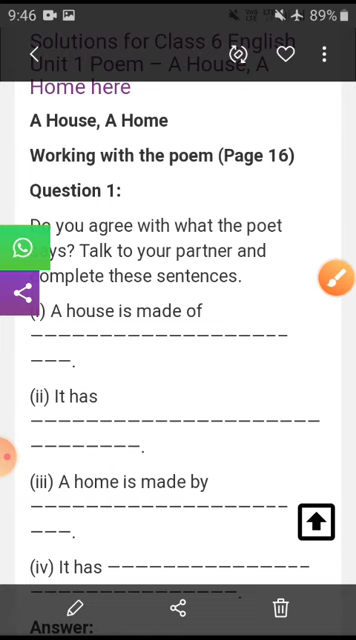 9:46
89%
Solutions for Class 6 English
Unit 1 Poem – A House, A
Home here
A House, A Home
Working with the poem (Page 16)
Question 1:
Do you agree with what the poet
says? Talk to your partner and
complete these sentences.
(i) A house is made of
———————————————————
———.
(ii) It has
—————————————————————
————————.
(iii) A home is made by
———————————————————
———.
(iv) It has ———————————————
———————————————.
Answer: